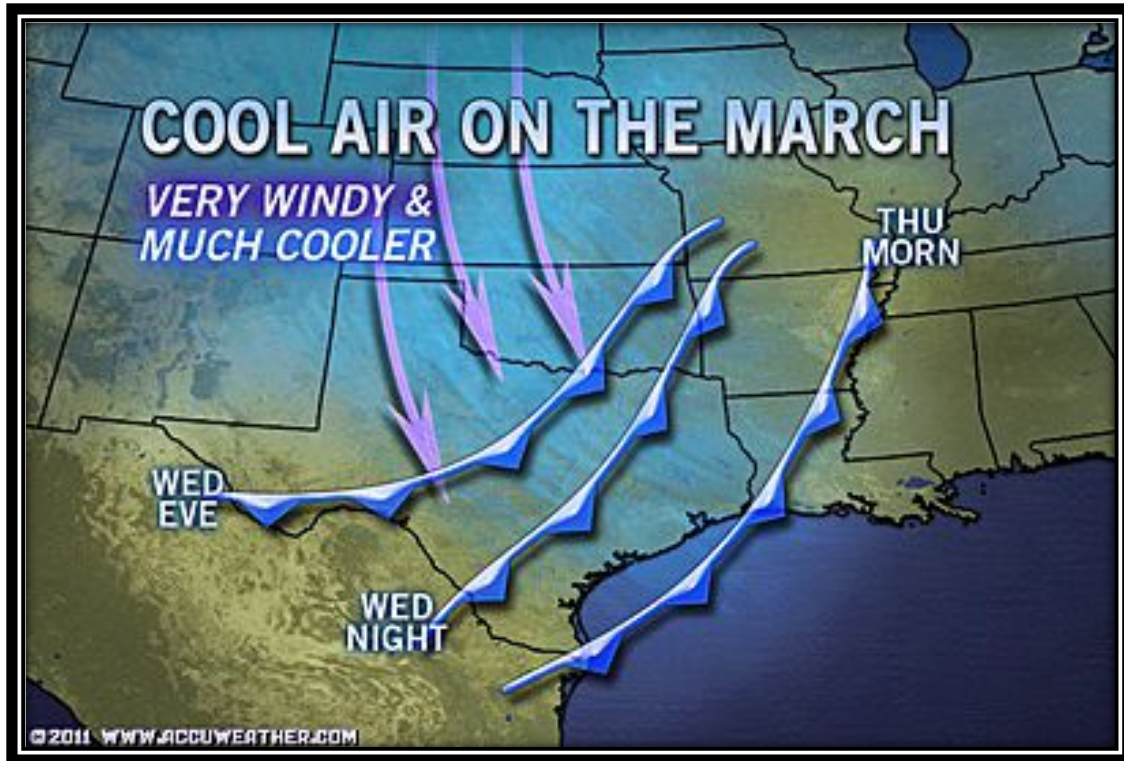 COOL AIR ON THE MARCH
VERY WINDY &
MUCH COOLER
THU
MORN
WED
EVE
WED
NIGHT
©2011 WWW.ACCUWEATHER.COM